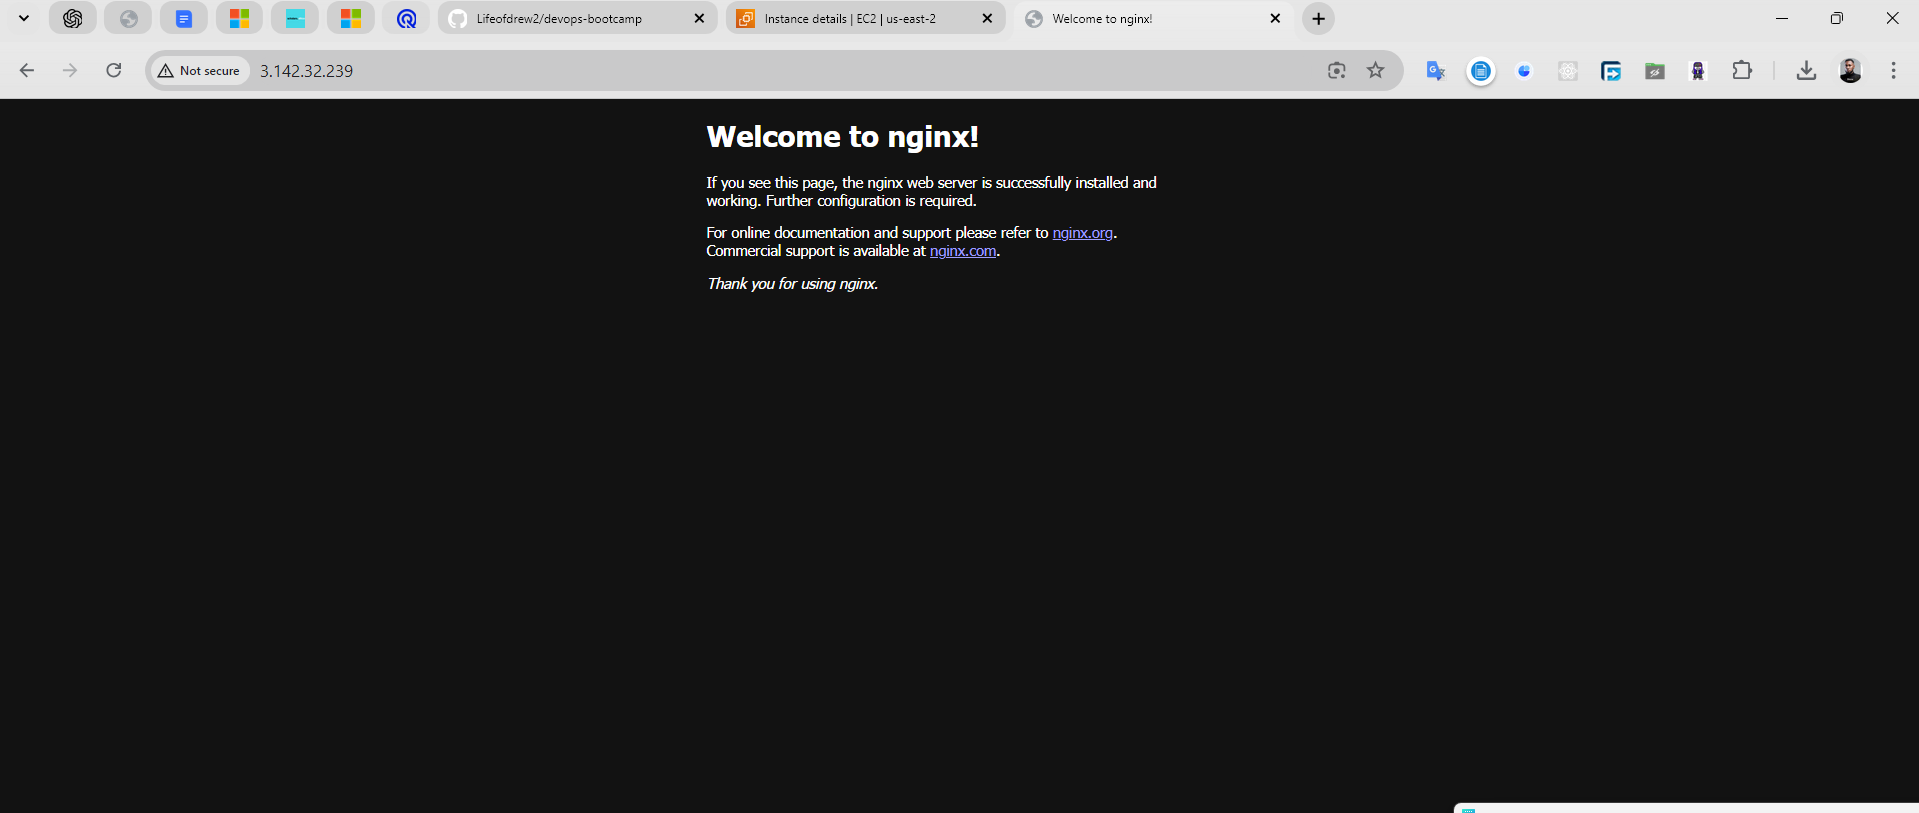 Lifeofdrew2/devops-bootcamp
Instance details | EC2 | us-east-2
Welcome to nginx!
Not secure
3.142.32.239
Welcome to nginx!
If you see this page, the nginx web server is successfully installed and
working. Further configuration is required.
For online documentation and support please refer to nginx.org.
Commercial support is available at nginx.com.
Thank you for using nginx.